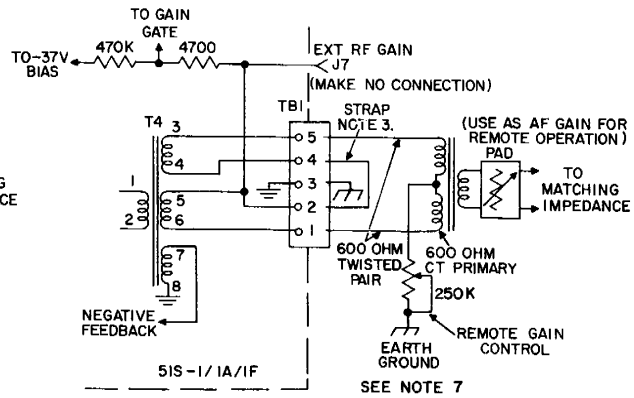 TO GAIN
GATE
470K
4700
TO-37V
BIAS
EXT RF GAIN
J7
(MAKE NO CONNECTION)
TB1
STRAP
NOTE 3.
(USE AS AF GAIN FOR
REMOTE OPERATION)
PAD
T4
3
4
1
2
5
6
7
8
5
4
3
2
1
TO
MATCHING
IMPEDANCE
G
CE
600 OHM
TWISTED
PAIR
600 OHM
CT PRIMARY
250K
NEGATIVE
FEEDBACK
EARTH
GROUND
REMOTE GAIN
CONTROL
51S-1/1A/1F
SEE NOTE 7